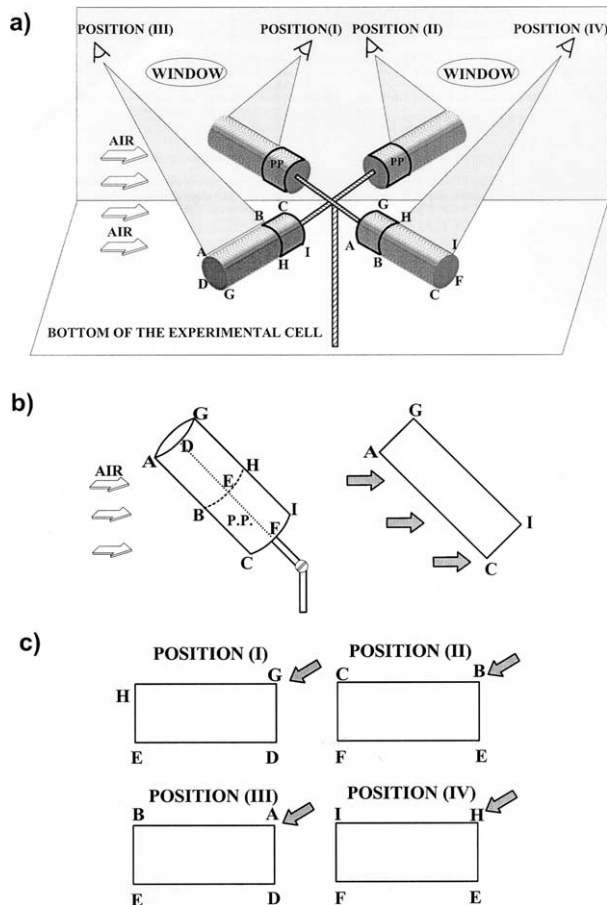 a)
POSITION (III)
POSITION(I)
POSITION (II)
POSITION (IV)
WINDOW
WINDOW
AIR
PP
PP
C
G
B
H
AIR
A
I
A
I
H
B
D
G
C
F
BOTTOM OF THE EXPERIMENTAL CELL
b)
G
G
D
A
A
AIR
H
E
B
P.P.
I
I
F
C
C
c)
POSITION (I)
POSITION (II)
G
C
B
H
E
D
F
E
POSITION (III)
POSITION (IV)
B
A
I
H
E
D
F
E